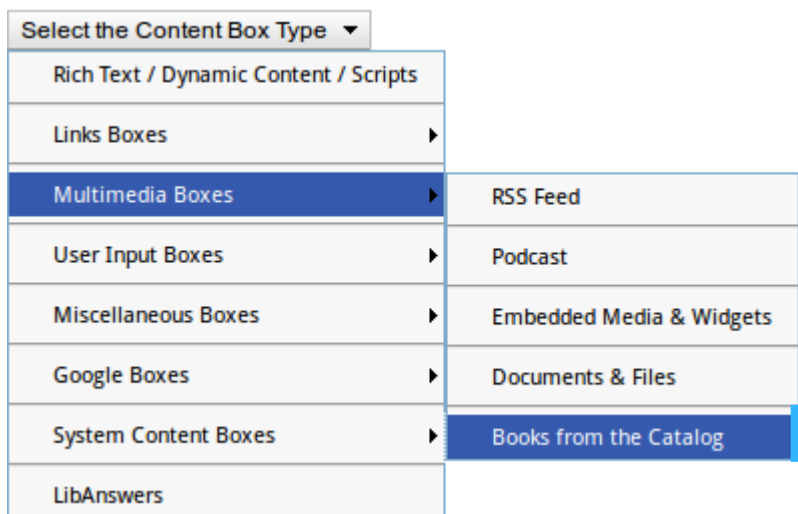 Select the Content Box Type
Rich Text / Dynamic Content / Scripts
Links Boxes
Multimedia Boxes
User Input Boxes
Miscellaneous Boxes
Google Boxes
System Content Boxes
LibAnswers
RSS Feed
Podcast
Embedded Media & Widgets
Documents & Files
Books from the Catalog